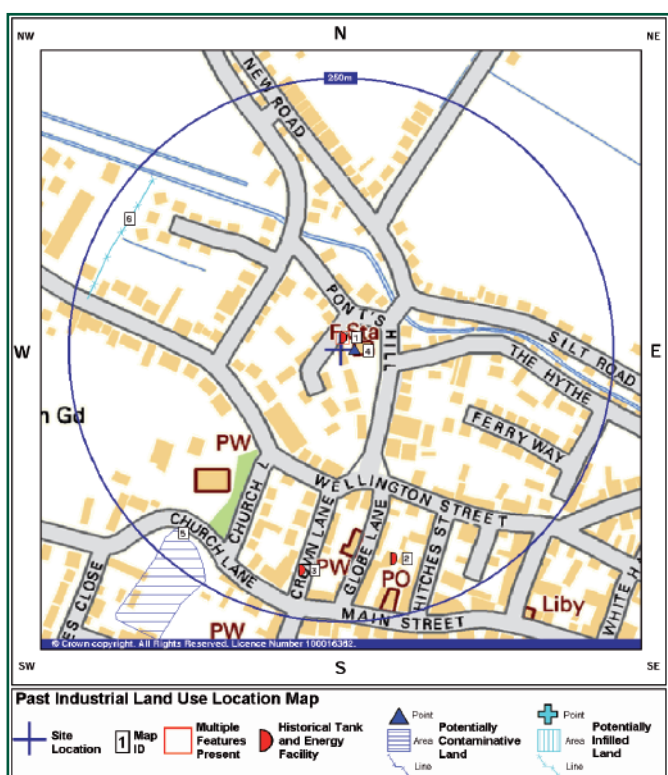 NW
N
NE
250m
NEW ROAD
6
PONT'S HILL
F Sta
1
4
W
E
SILT ROAD
THE HYTHE
n Gd
FERRY WAY
PW
CHURCH L
WELLINGTON STREET
CHURCH LANE
5
CROWN LANE
3
PW
GLOBE LANE
2
PO
HITCHES ST
MAIN STREET
Liby
WHITE H
ES CLOSE
PW
© Crown copyright. All Rights Reserved. Licence Number 100016362.
SW
S
SE
Past Industrial Land Use Location Map
Site Location
1
Map ID
Multiple Features Present
Historical Tank and Energy Facility
Point
Area
Line
Potentially Contaminative Land
Point
Area
Line
Potentially Infilled Land